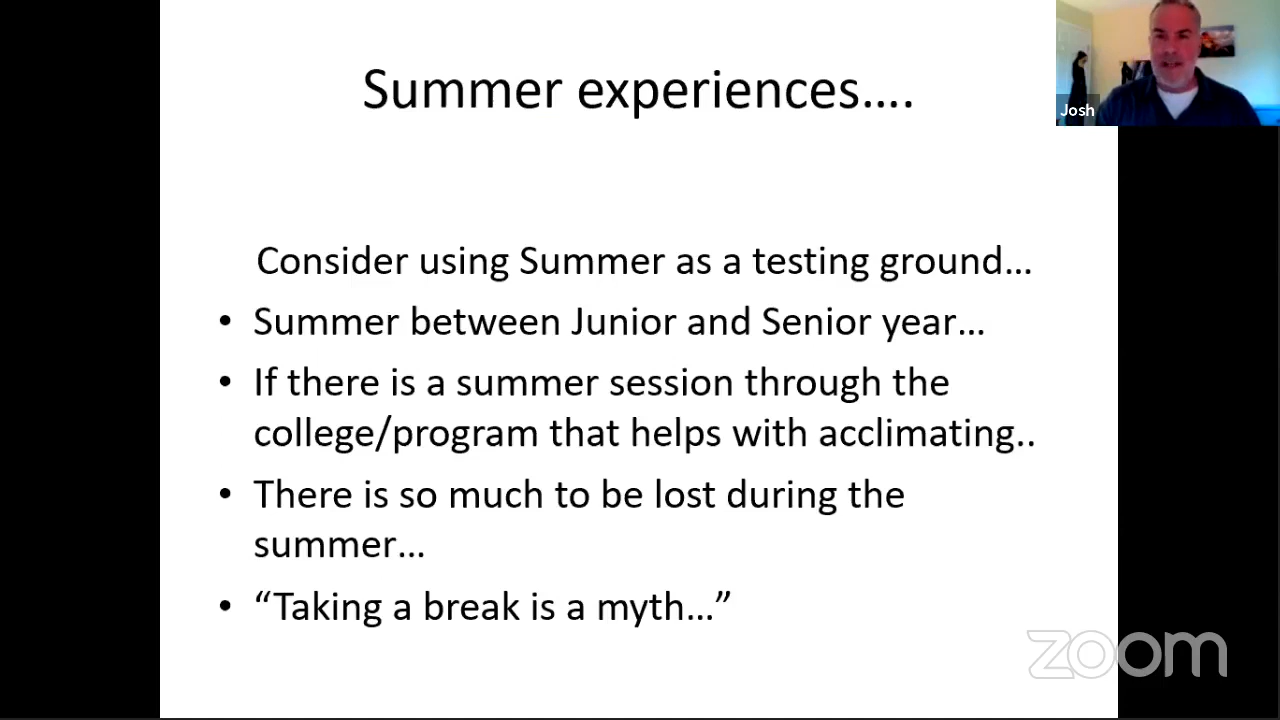 Summer experiences….
Josh
Consider using Summer as a testing ground…
• Summer between Junior and Senior year…
• If there is a summer session through the
college/program that helps with acclimating..
• There is so much to be lost during the
summer…
• “Taking a break is a myth…”
zoom